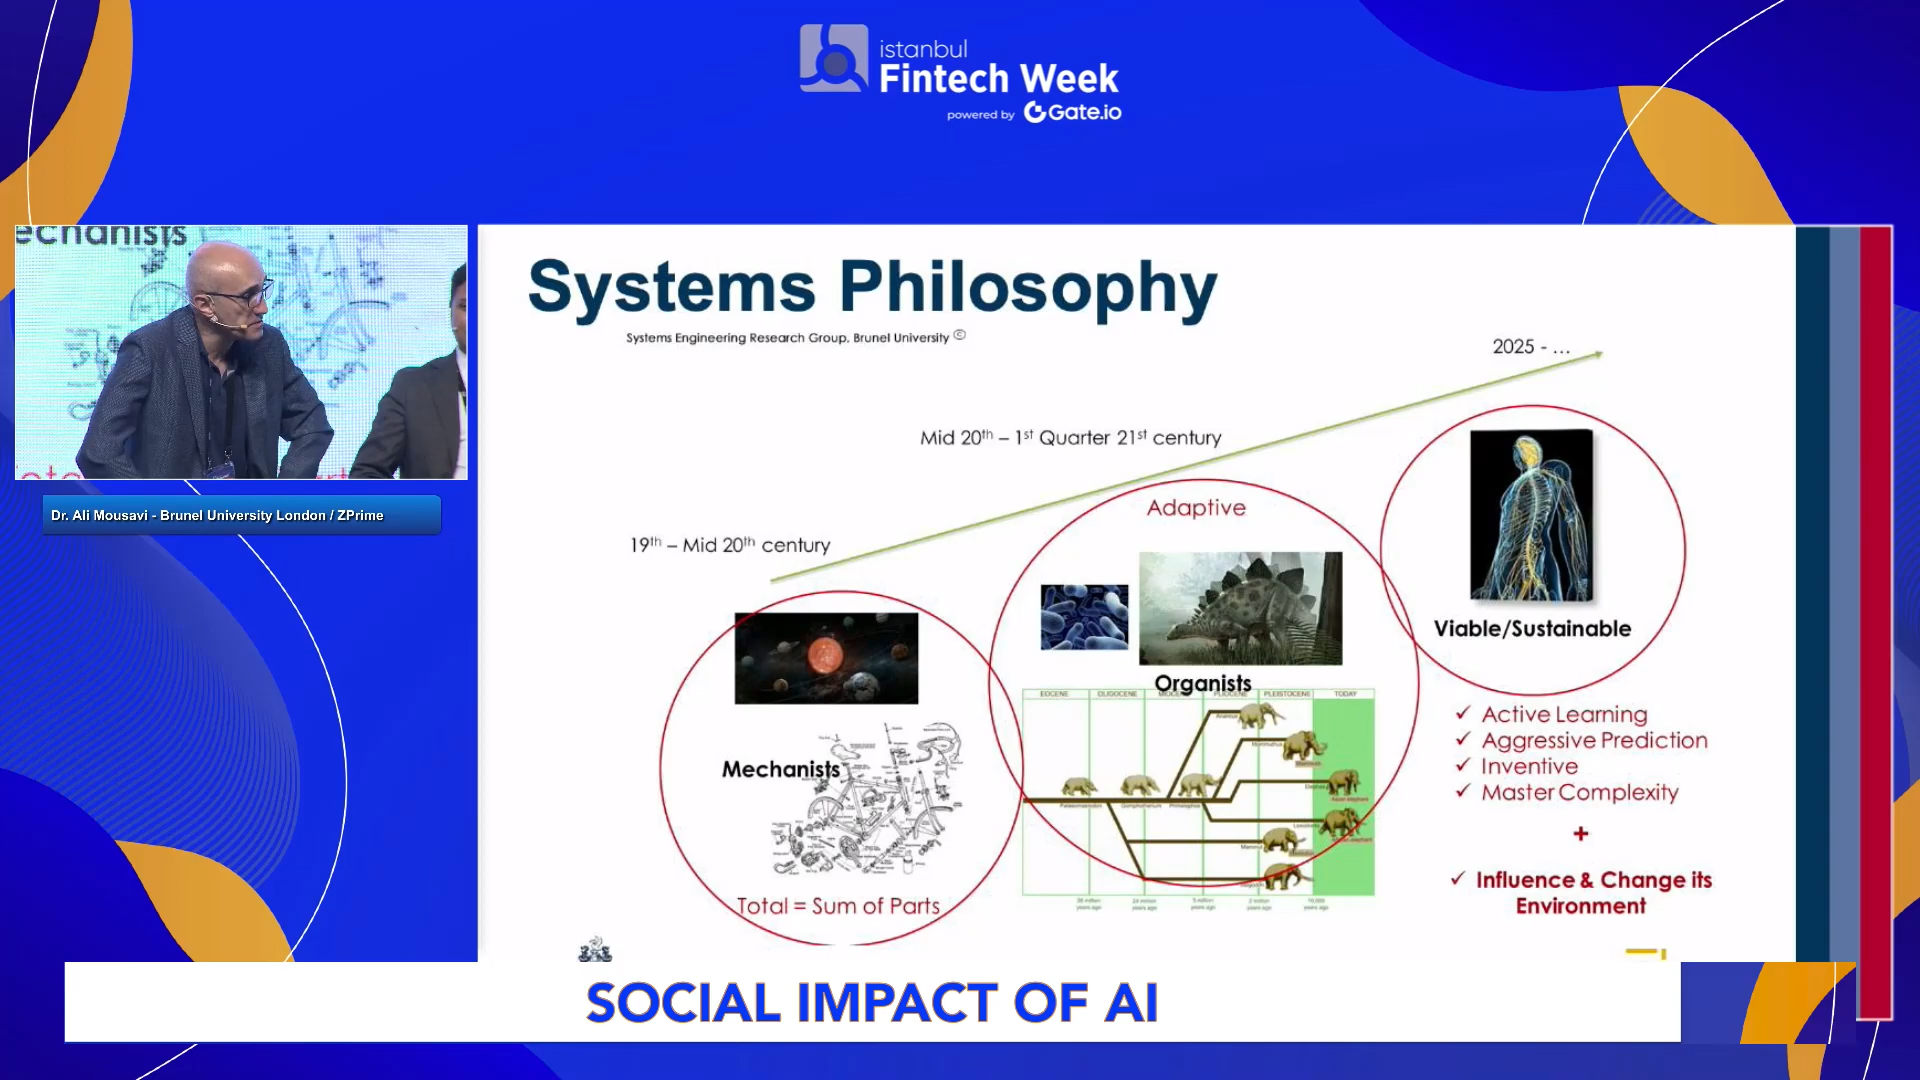 istanbul
Fintech Week
powered by Gate.io
echanists
Dr. Ali Mousavi - Brunel University London / ZPrime
Systems Philosophy
Systems Engineering Research Group, Brunel University ©
2025 - ...
Mid 20th – 1st Quarter 21st century
19th – Mid 20th century
Adaptive
Organists
EOCENE OLIGOCENE MIOCENE PLIOCENE PLEISTOCENE TODAY
Mechanists
Total = Sum of Parts
Viable/Sustainable
✓ Active Learning
✓ Aggressive Prediction
✓ Inventive
✓ Master Complexity
+
✓ Influence & Change its
Environment
SOCIAL IMPACT OF AI